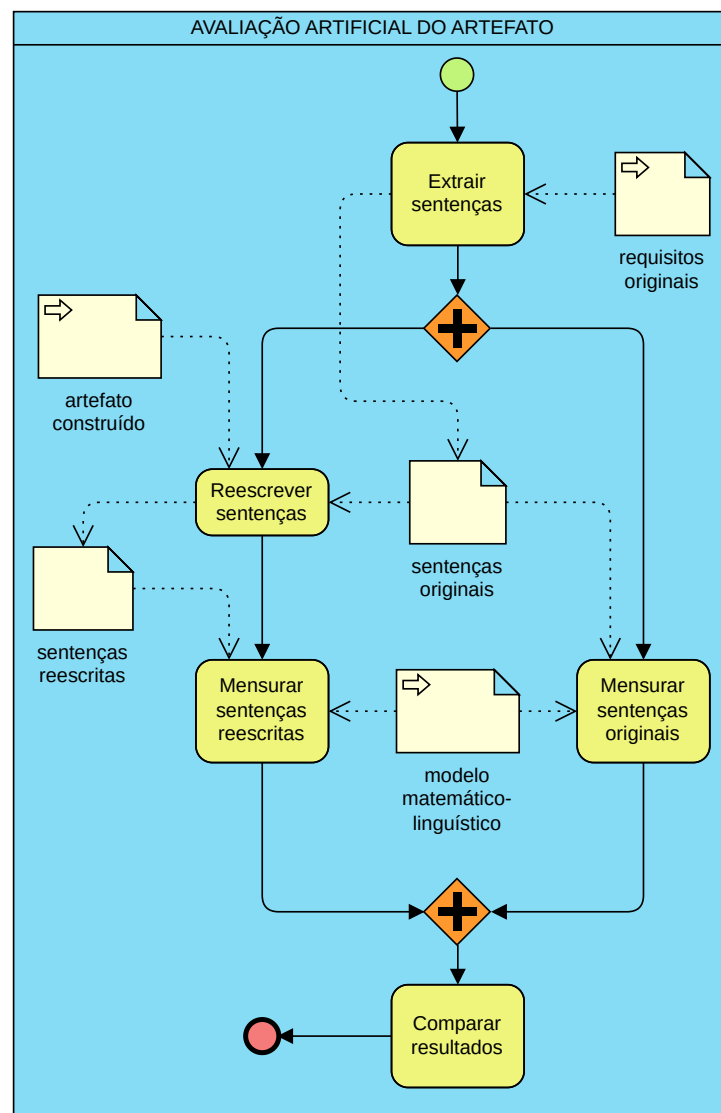 AVALIAÇÃO ARTIFICIAL DO ARTEFATO
Extrair
sentenças
requisitos
originais
artefato
construído
Reescrever
sentenças
sentenças
originais
sentenças
reescritas
Mensurar
sentenças
reescritas
modelo
matemático-
linguístico
Mensurar
sentenças
originais
Comparar
resultados